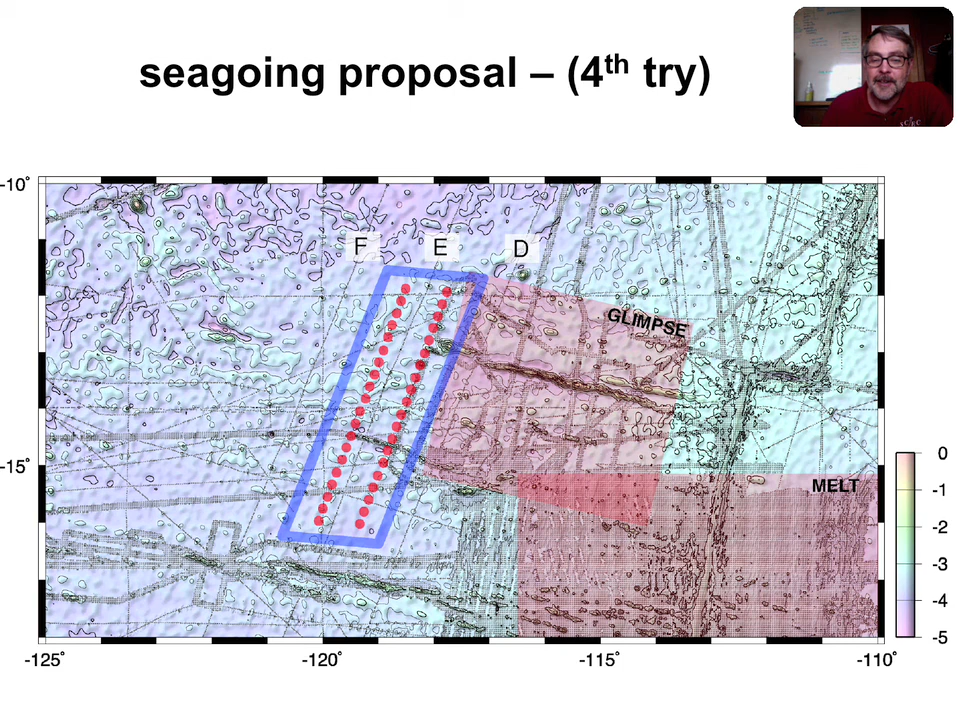 seagoing proposal – (4th try)
-10°
F E D
GLIMPSE
-15°
MELT
0
-1
-2
-3
-4
-5
-125° -120° -115° -110°